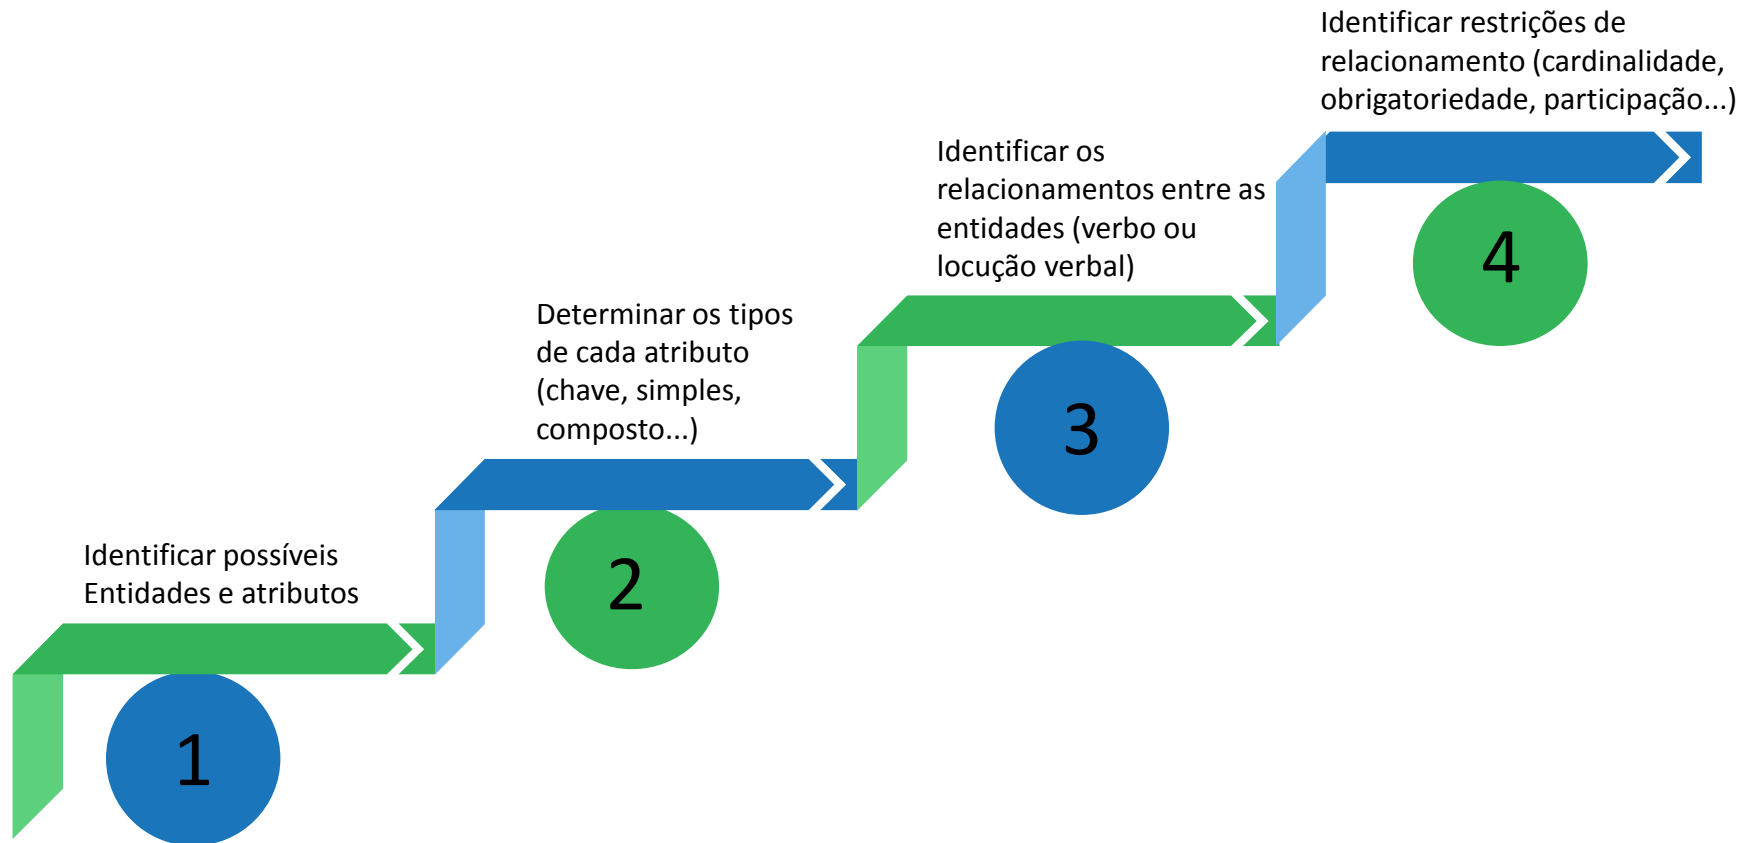 Identificar possíveis
Entidades e atributos
1
Determinar os tipos
de cada atributo
(chave, simples,
composto...)
2
Identificar os
relacionamentos entre as
entidades (verbo ou
locução verbal)
3
Identificar restrições de
relacionamento (cardinalidade,
obrigatoriedade, participação...)
4